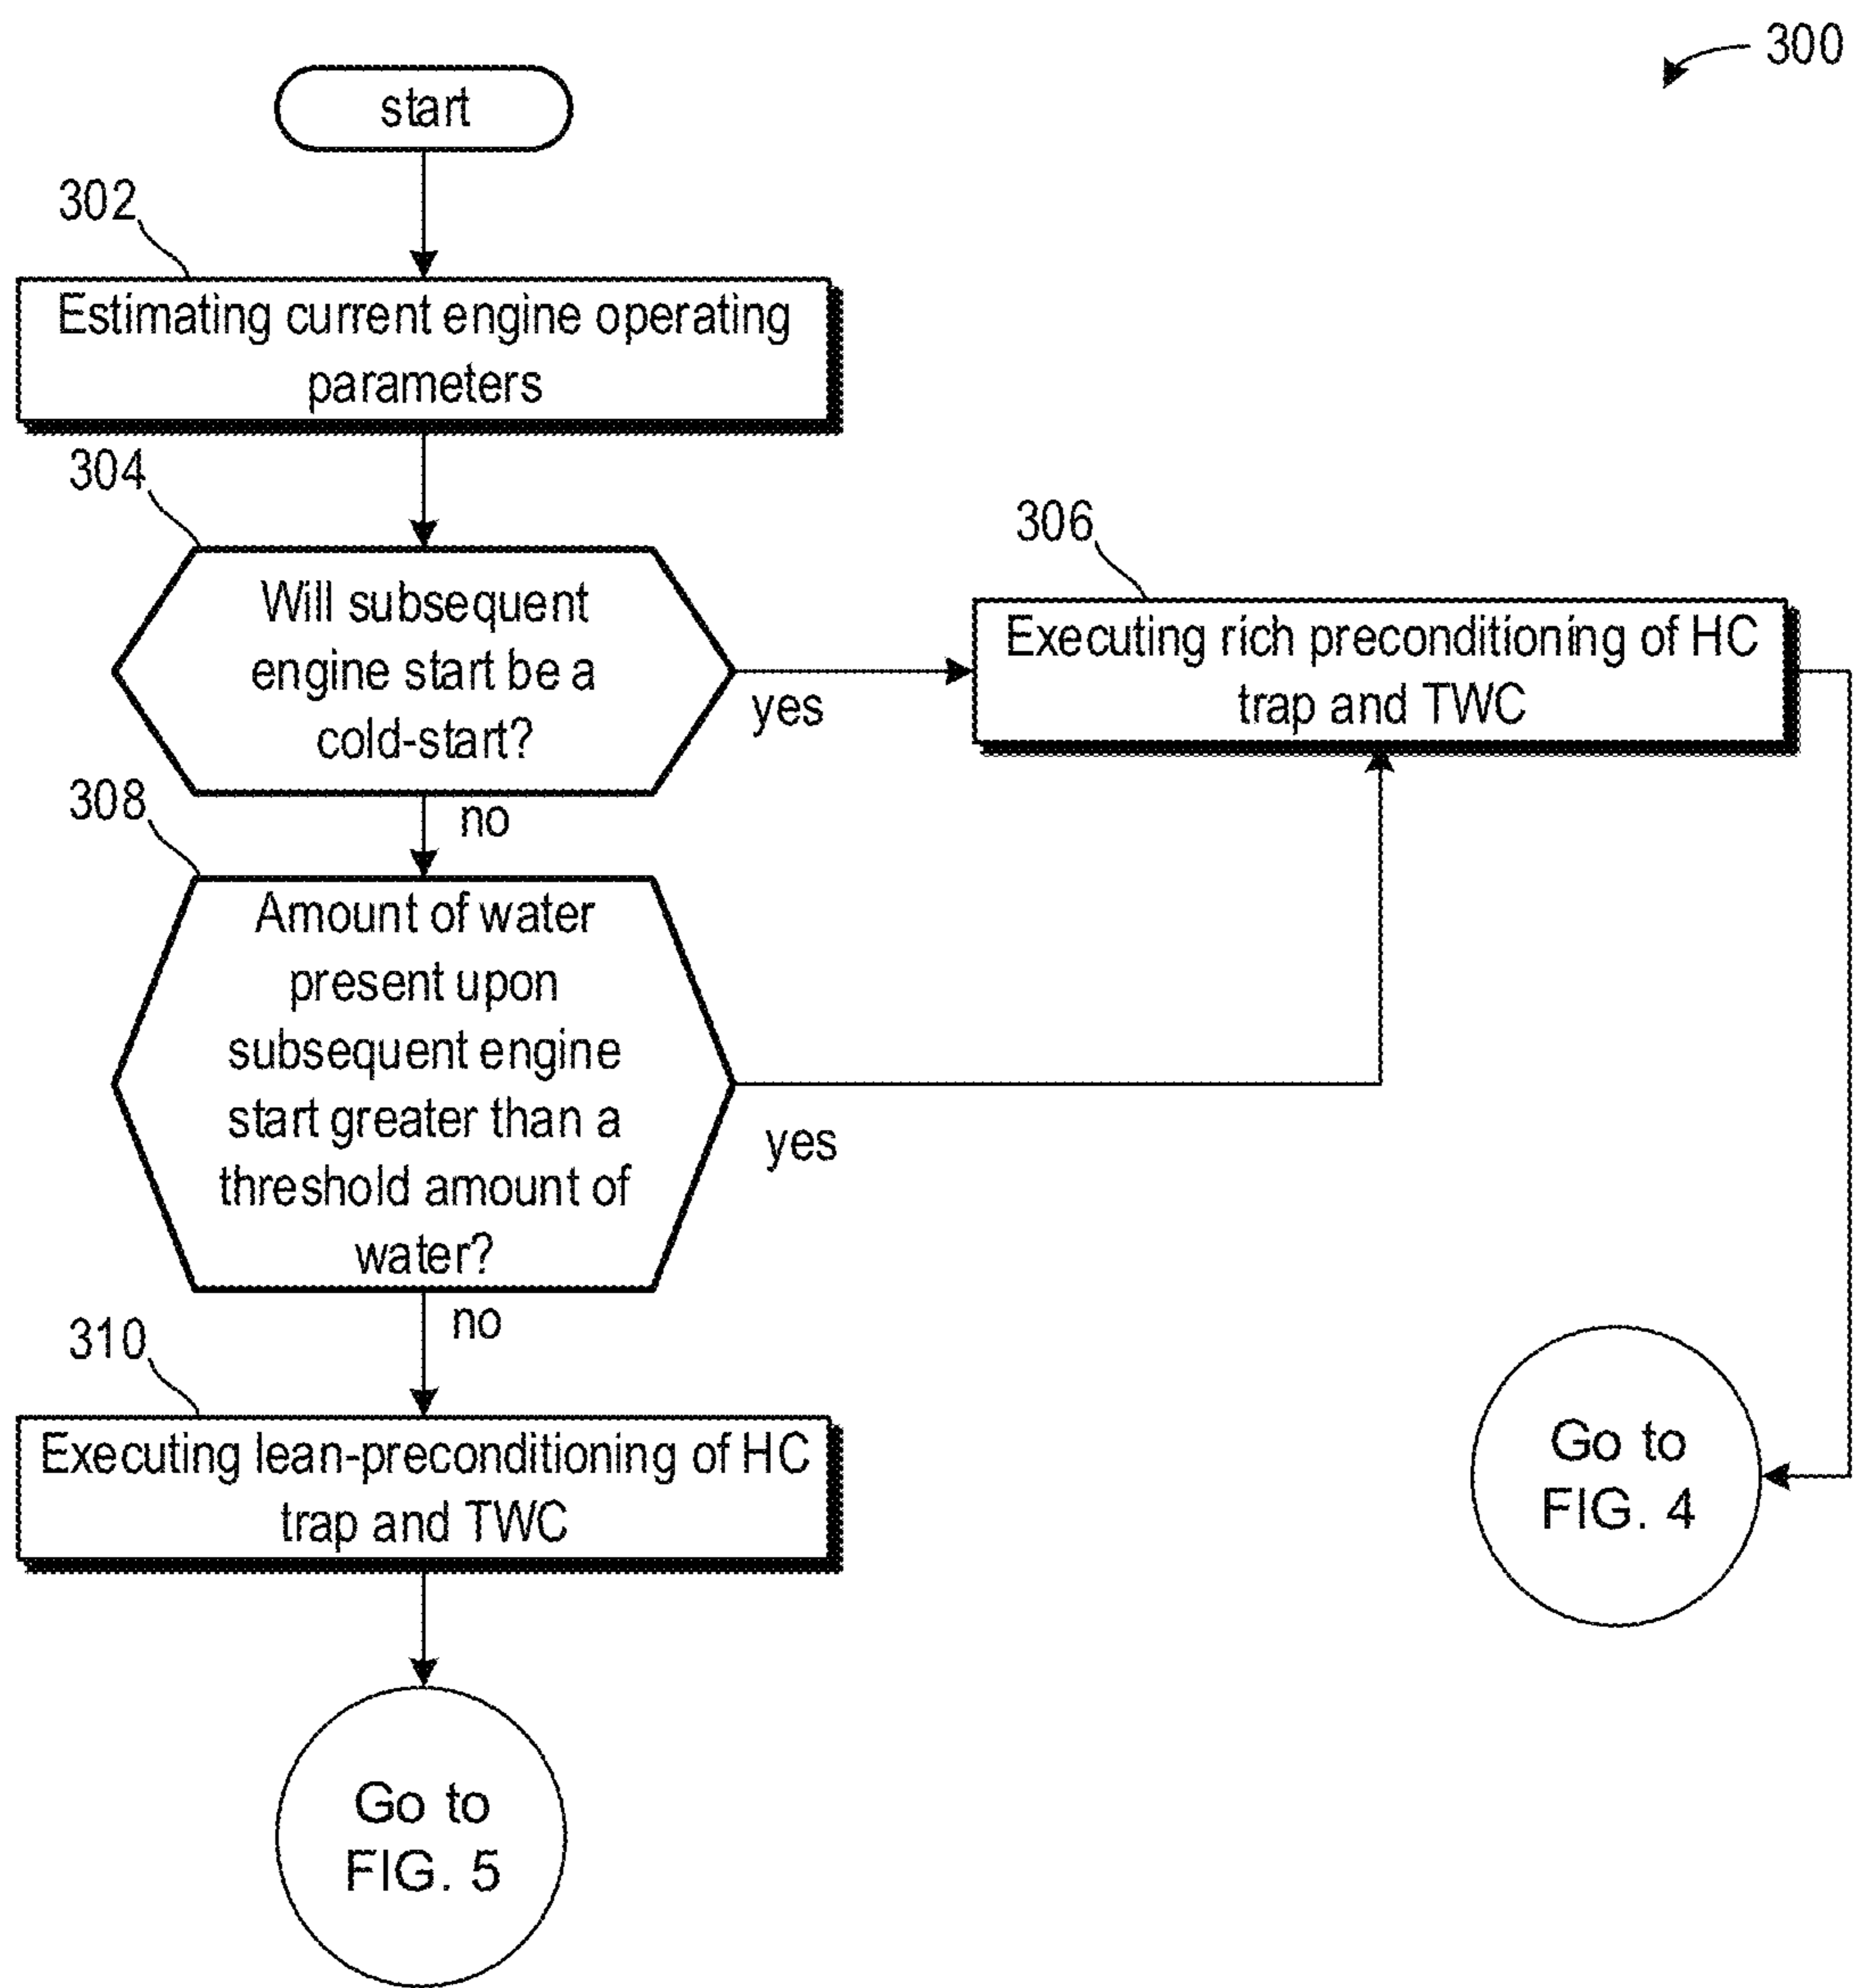 300
start
302
Estimating current engine operating
parameters
304
Will subsequent
engine start be a
cold-start?
yes
306
Executing rich preconditioning of HC
trap and TWC
no
308
Amount of water
present upon
subsequent engine
start greater than a
threshold amount of
water?
yes
no
310
Executing lean-preconditioning of HC
trap and TWC
Go to
FIG. 4
Go to
FIG. 5